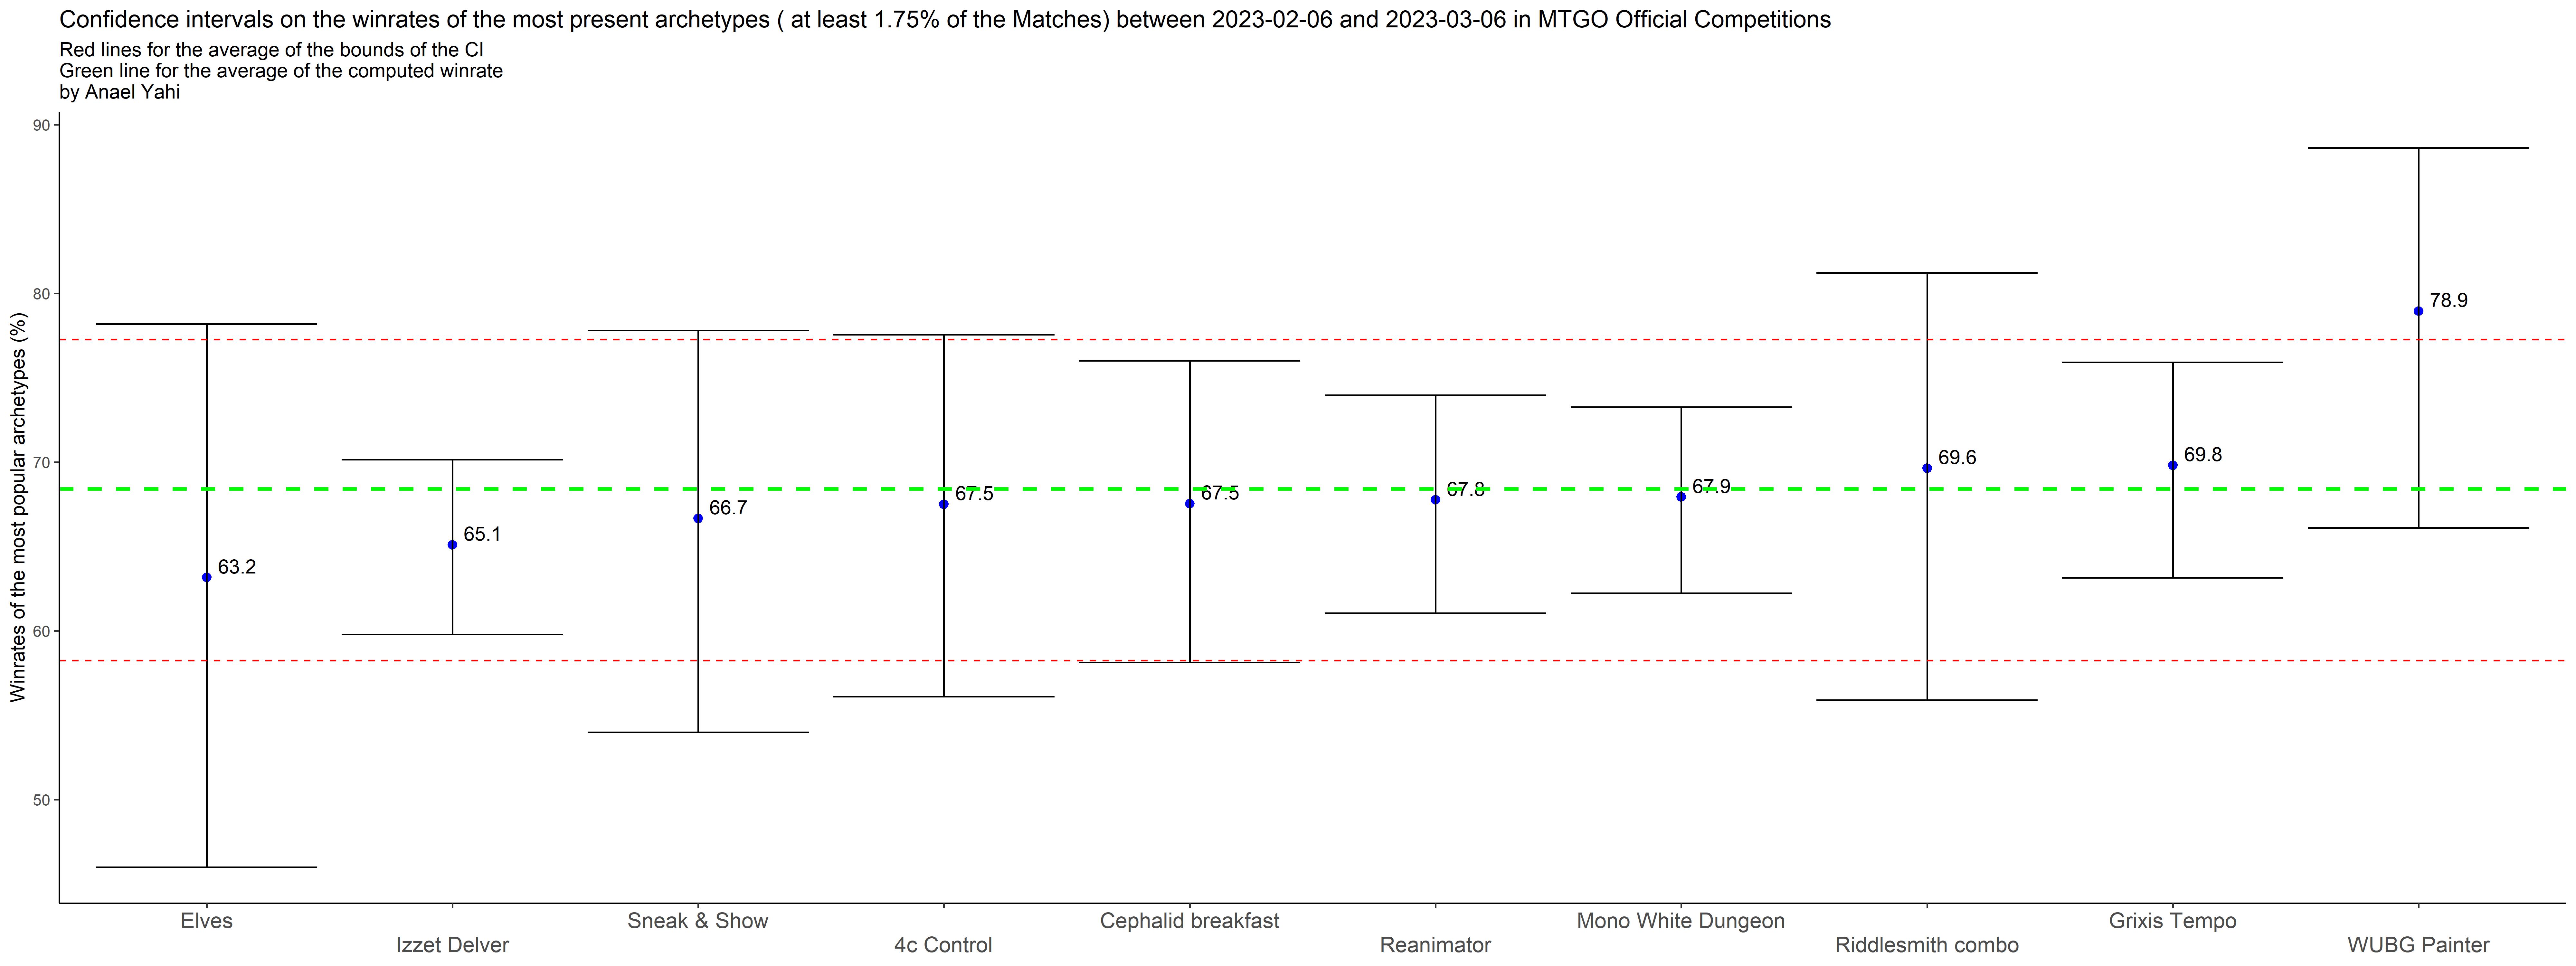 Confidence intervals on the winrates of the most present archetypes ( at least 1.75% of the Matches) between 2023-02-06 and 2023-03-06 in MTGO Official Competitions
Red lines for the average of the bounds of the CI
Green line for the average of the computed winrate
by Anael Yahi
Winrates of the most popular archetypes (%)
90
80
70
60
50
63.2
65.1
66.7
67.5
67.5
67.8
67.9
69.6
69.8
78.9
Elves
Izzet Delver
Sneak & Show
4c Control
Cephalid breakfast
Reanimator
Mono White Dungeon
Riddlesmith combo
Grixis Tempo
WUBG Painter